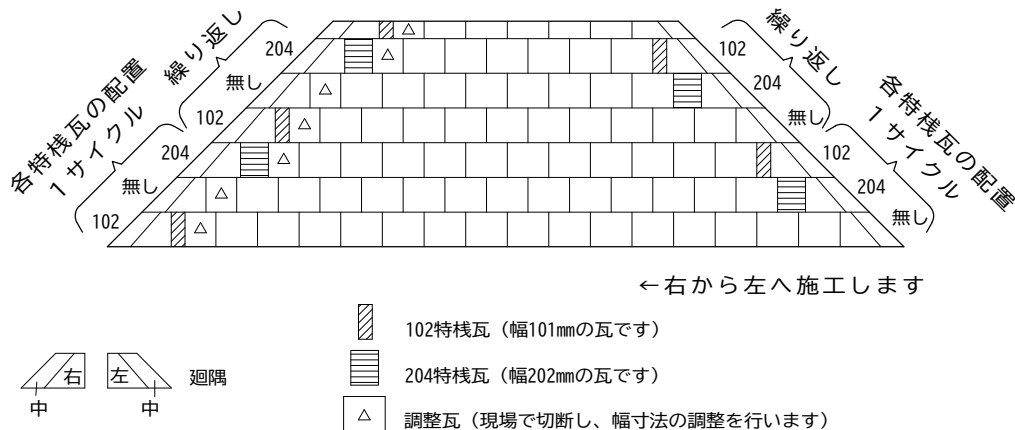 繰り返し
各特桟瓦の配置
1サイクル
204
無し
102
204
無し
102
繰り返し
各特桟瓦の配置
1サイクル
102
204
無し
102
204
無し
←右から左へ施工します
102特桟瓦（幅101㎜の瓦です）
204特桟瓦（幅202㎜の瓦です）
調整瓦（現場で切断し、幅寸法の調整を行います）
右 左 廻隅
中 中